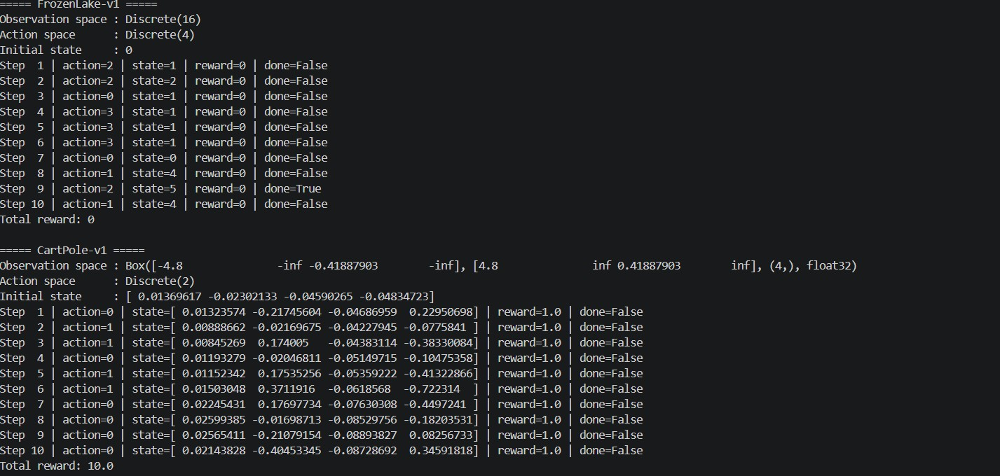 ===== FrozenLake-v1 =====
Observation space : Discrete(16)
Action space      : Discrete(4)
Initial state     : 0
Step  1 | action=2 | state=1 | reward=0 | done=False
Step  2 | action=2 | state=2 | reward=0 | done=False
Step  3 | action=0 | state=1 | reward=0 | done=False
Step  4 | action=3 | state=1 | reward=0 | done=False
Step  5 | action=3 | state=1 | reward=0 | done=False
Step  6 | action=3 | state=1 | reward=0 | done=False
Step  7 | action=0 | state=0 | reward=0 | done=False
Step  8 | action=1 | state=4 | reward=0 | done=False
Step  9 | action=2 | state=5 | reward=0 | done=True
Step 10 | action=1 | state=4 | reward=0 | done=False
Total reward: 0

===== CartPole-v1 =====
Observation space : Box([-4.8               -inf -0.41887903        -inf], [4.8               inf 0.41887903        inf], (4,), float32)
Action space      : Discrete(2)
Initial state     : [ 0.01369617 -0.02302133 -0.04590265 -0.04834723]
Step  1 | action=0 | state=[ 0.01323574 -0.21745604 -0.04686959  0.22950698] | reward=1.0 | done=False
Step  2 | action=1 | state=[ 0.00888662 -0.02169675 -0.04227945 -0.0775841 ] | reward=1.0 | done=False
Step  3 | action=1 | state=[ 0.00845269  0.174005   -0.04383114 -0.38330084] | reward=1.0 | done=False
Step  4 | action=0 | state=[ 0.01193279 -0.02046811 -0.05149715 -0.10475358] | reward=1.0 | done=False
Step  5 | action=1 | state=[ 0.01152342  0.17535256 -0.05359222 -0.41322866] | reward=1.0 | done=False
Step  6 | action=1 | state=[ 0.01503048  0.3711916  -0.0618568  -0.722314  ] | reward=1.0 | done=False
Step  7 | action=0 | state=[ 0.02245431  0.17697734 -0.07630308 -0.4497241 ] | reward=1.0 | done=False
Step  8 | action=0 | state=[ 0.02599385 -0.01698713 -0.08529756 -0.18203531] | reward=1.0 | done=False
Step  9 | action=0 | state=[ 0.02565411 -0.21079154 -0.08893827  0.08256733] | reward=1.0 | done=False
Step 10 | action=0 | state=[ 0.02143828 -0.40453345 -0.08728692  0.34591818] | reward=1.0 | done=False
Total reward: 10.0